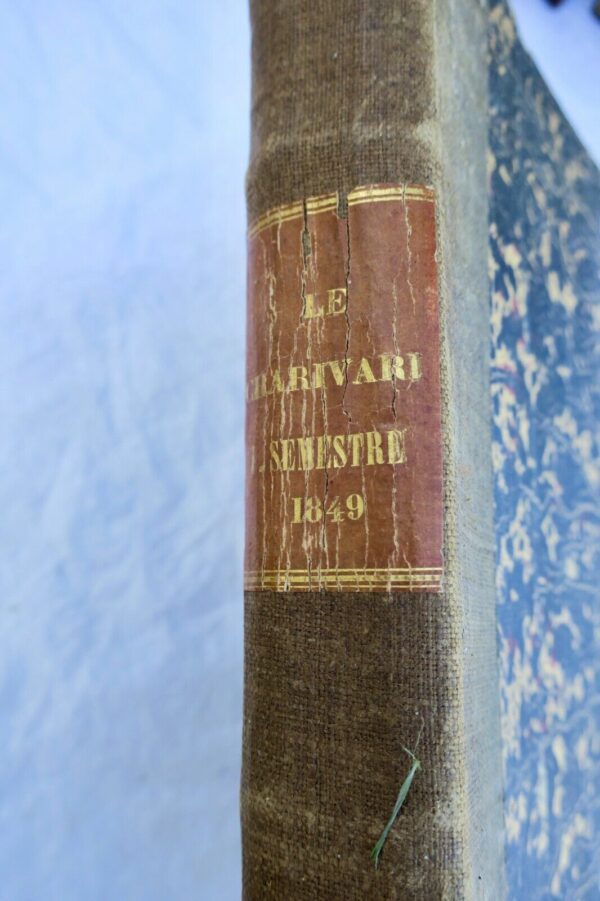 LE
CHARIVARI
. SEMESTRE
1849